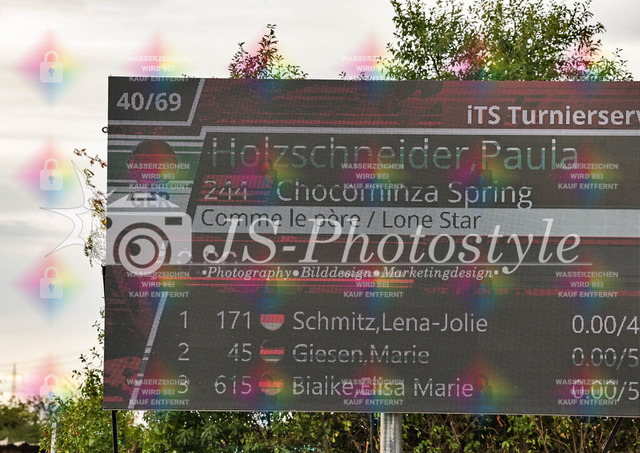 40/69
iTS Turnierserv
Holzschneider Paula
244 Chocominza Spring
Comme le père / Lone Star
JS-Photostyle
•Photography•Bilddesign•Marketingdesign•
1 171 Schmitz,Lena-Jolie 0.00/4
2 45 Giesen,Marie 0.00/5
3 615 Bialke,Elisa Marie 0.00/5
WASSERZEICHEN
WIRD BEI
KAUF ENTFERNT